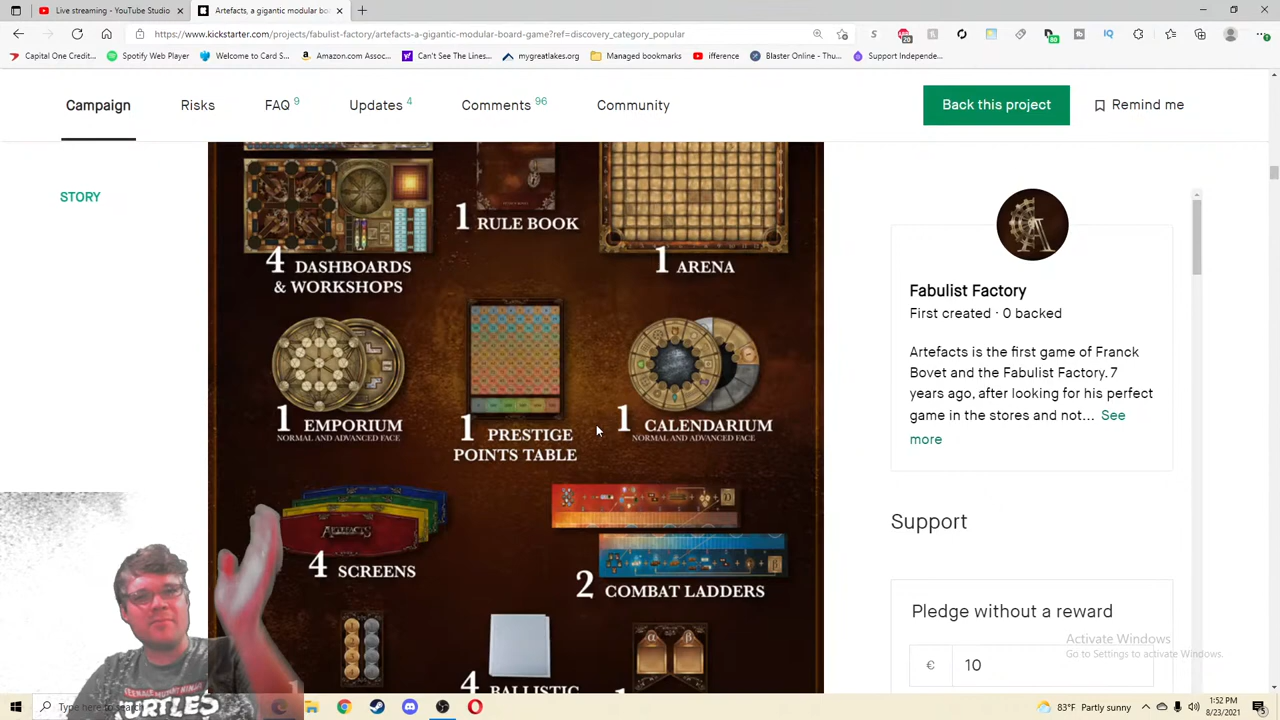 Live streaming - YouTube Studio
Artefacts, a gigantic modular bo
https://www.kickstarter.com/projects/fabulist-factory/artefacts-a-gigantic-modular-board-game?ref=discovery_category_popular
Capital One Credit...
Spotify Web Player
Welcome to Card S...
Amazon.com Assoc...
Can't See The Lines...
mygreatlakes.org
Managed bookmarks
ifference
Blaster Online - Thu...
Support Independe...
Campaign
Risks
FAQ 9
Updates 4
Comments 96
Community
Back this project
Remind me
STORY
1 RULE BOOK
4 DASHBOARDS
& WORKSHOPS
1 ARENA
1 EMPORIUM
NORMAL AND ADVANCED FACE
1 PRESTIGE
POINTS TABLE
1 CALENDARIUM
NORMAL AND ADVANCED FACE
ARTEFACTS
4 SCREENS
2 COMBAT LADDERS
4 BALLISTIC
Fabulist Factory
First created · 0 backed
Artefacts is the first game of Franck
Bovet and the Fabulist Factory. 7
years ago, after looking for his perfect
game in the stores and not... See
more
Support
Pledge without a reward
€ 10
Activate Windows
Go to Settings to activate Windows.
TEENAGE MUTANT NINJA
TURTLES
Type here to search
83°F Partly sunny
1:52 PM
8/23/2021